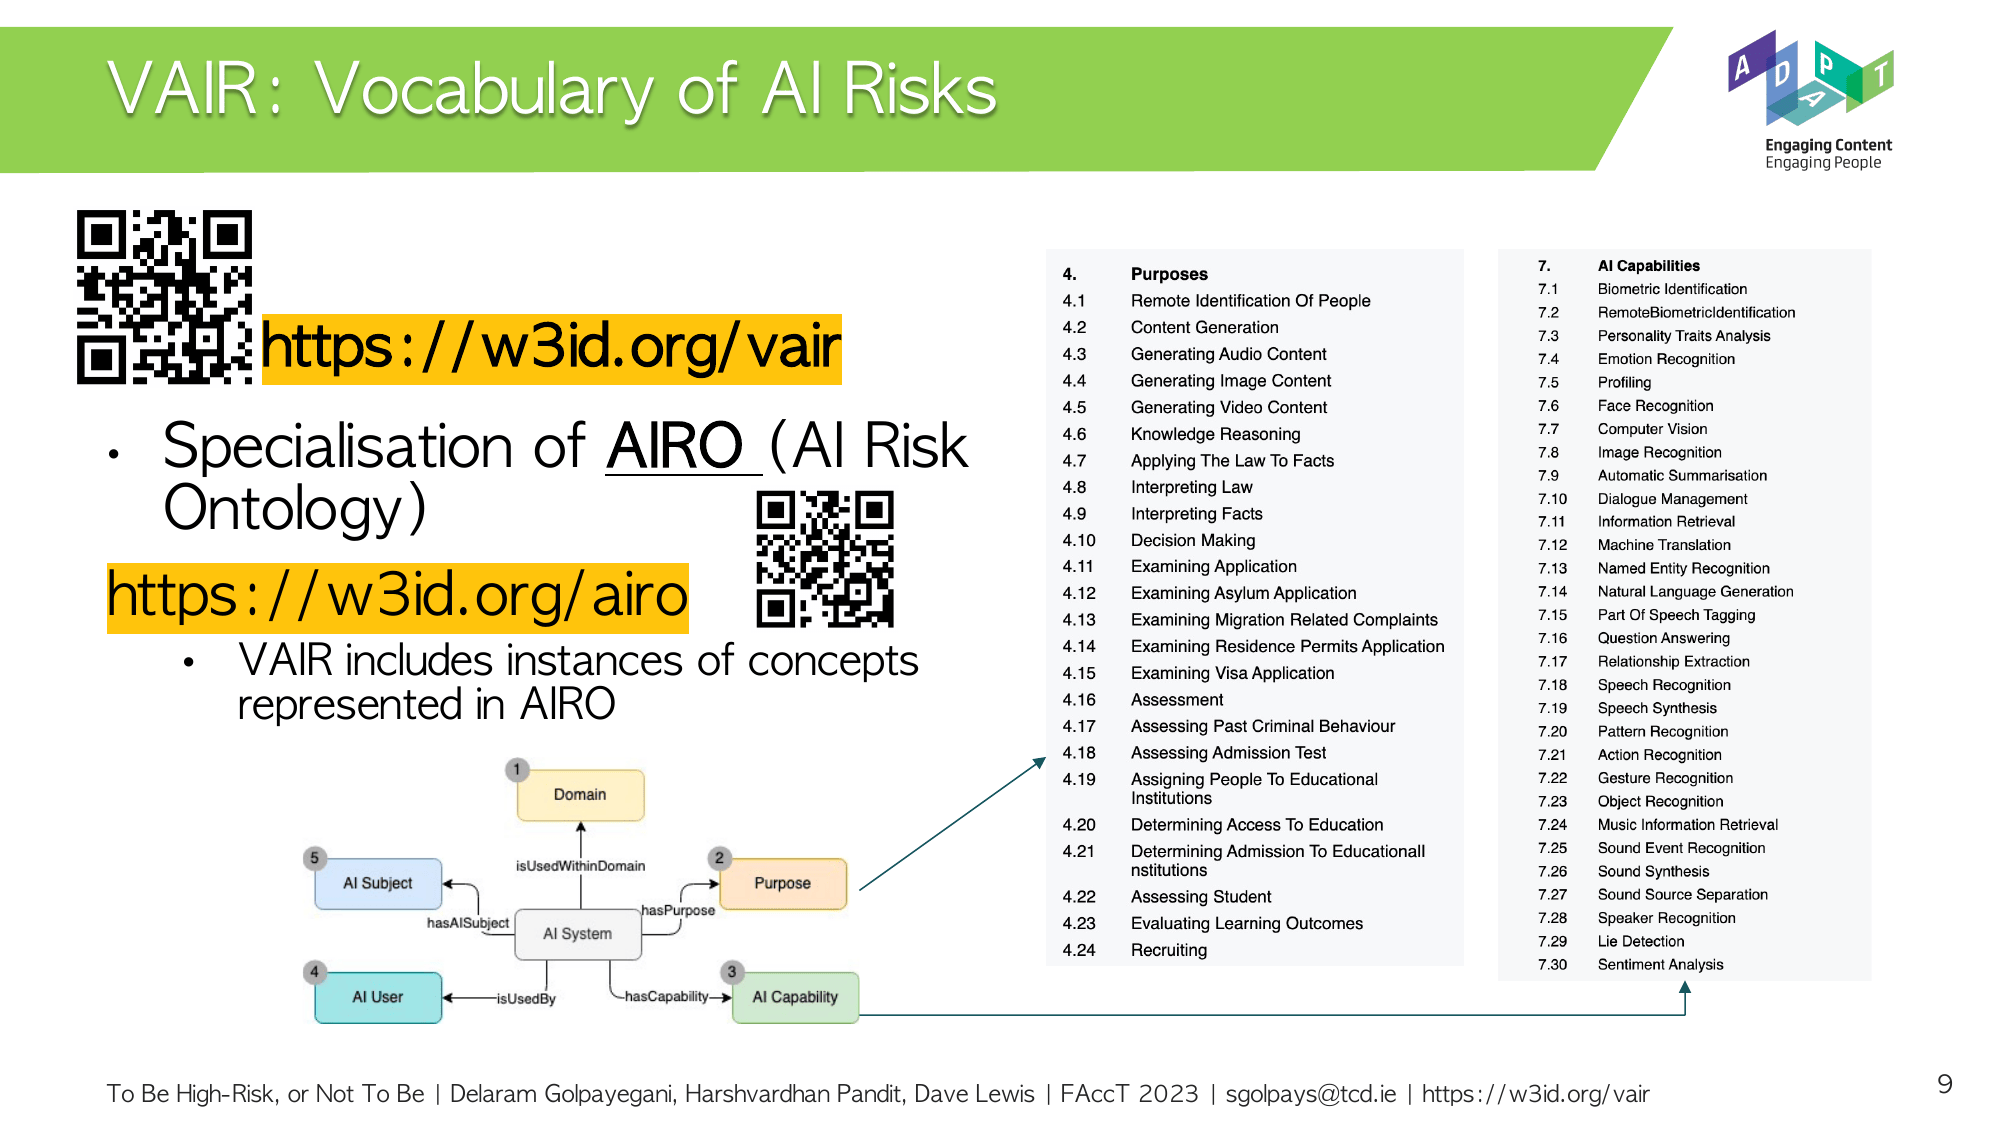 VAIR: Vocabulary of AI Risks
A D A P T
Engaging Content
Engaging People
https://w3id.org/vair
• Specialisation of AIRO (AI Risk
Ontology)
https://w3id.org/airo
• VAIR includes instances of concepts
represented in AIRO
1
Domain
isUsedWithinDomain
5
AI Subject
hasAISubject
2
Purpose
hasPurpose
AI System
4
AI User
isUsedBy
hasCapability
3
AI Capability
4. Purposes
4.1 Remote Identification Of People
4.2 Content Generation
4.3 Generating Audio Content
4.4 Generating Image Content
4.5 Generating Video Content
4.6 Knowledge Reasoning
4.7 Applying The Law To Facts
4.8 Interpreting Law
4.9 Interpreting Facts
4.10 Decision Making
4.11 Examining Application
4.12 Examining Asylum Application
4.13 Examining Migration Related Complaints
4.14 Examining Residence Permits Application
4.15 Examining Visa Application
4.16 Assessment
4.17 Assessing Past Criminal Behaviour
4.18 Assessing Admission Test
4.19 Assigning People To Educational
Institutions
4.20 Determining Access To Education
4.21 Determining Admission To EducationalI
nstitutions
4.22 Assessing Student
4.23 Evaluating Learning Outcomes
4.24 Recruiting
7. AI Capabilities
7.1 Biometric Identification
7.2 RemoteBiometricIdentification
7.3 Personality Traits Analysis
7.4 Emotion Recognition
7.5 Profiling
7.6 Face Recognition
7.7 Computer Vision
7.8 Image Recognition
7.9 Automatic Summarisation
7.10 Dialogue Management
7.11 Information Retrieval
7.12 Machine Translation
7.13 Named Entity Recognition
7.14 Natural Language Generation
7.15 Part Of Speech Tagging
7.16 Question Answering
7.17 Relationship Extraction
7.18 Speech Recognition
7.19 Speech Synthesis
7.20 Pattern Recognition
7.21 Action Recognition
7.22 Gesture Recognition
7.23 Object Recognition
7.24 Music Information Retrieval
7.25 Sound Event Recognition
7.26 Sound Synthesis
7.27 Sound Source Separation
7.28 Speaker Recognition
7.29 Lie Detection
7.30 Sentiment Analysis
To Be High-Risk, or Not To Be | Delaram Golpayegani, Harshvardhan Pandit, Dave Lewis | FAccT 2023 | sgolpays@tcd.ie | https://w3id.org/vair
9